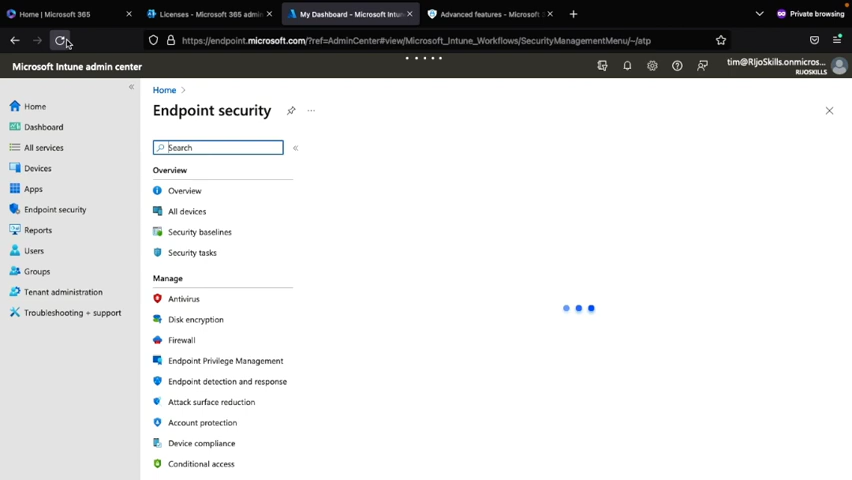 Home | Microsoft 365
Licenses - Microsoft 365 admin
My Dashboard - Microsoft Intune
Advanced features - Microsoft 3
Private browsing
https://endpoint.microsoft.com/?ref=AdminCenter#view/Microsoft_Intune_Workflows/SecurityManagementMenu/~/atp
Microsoft Intune admin center
tim@RIjoSkills.onmicros...
RIJOSKILLS
Home
Dashboard
All services
Devices
Apps
Endpoint security
Reports
Users
Groups
Tenant administration
Troubleshooting + support
Home >
Endpoint security
Search
Overview
Overview
All devices
Security baselines
Security tasks
Manage
Antivirus
Disk encryption
Firewall
Endpoint Privilege Management
Endpoint detection and response
Attack surface reduction
Account protection
Device compliance
Conditional access